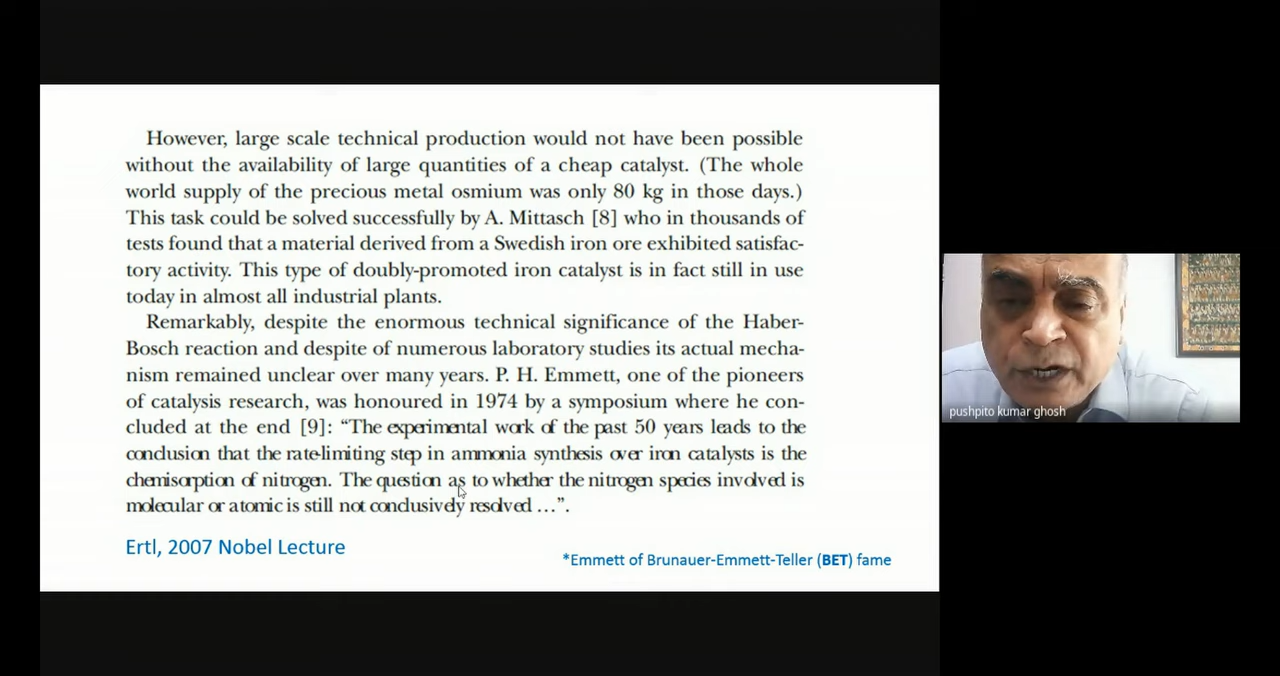 However, large scale technical production would not have been possible
without the availability of large quantities of a cheap catalyst. (The whole
world supply of the precious metal osmium was only 80 kg in those days.)
This task could be solved successfully by A. Mittasch [8] who in thousands of
tests found that a material derived from a Swedish iron ore exhibited satisfac-
tory activity. This type of doubly-promoted iron catalyst is in fact still in use
today in almost all industrial plants.
Remarkably, despite the enormous technical significance of the Haber-
Bosch reaction and despite of numerous laboratory studies its actual mecha-
nism remained unclear over many years. P. H. Emmett, one of the pioneers
of catalysis research, was honoured in 1974 by a symposium where he con-
cluded at the end [9]: “The experimental work of the past 50 years leads to the
conclusion that the rate-limiting step in ammonia synthesis over iron catalysts is the
chemisorption of nitrogen. The question as to whether the nitrogen species involved is
molecular or atomic is still not conclusively resolved …”.
Ertl, 2007 Nobel Lecture
*Emmett of Brunauer-Emmett-Teller (BET) fame
pushpito kumar ghosh